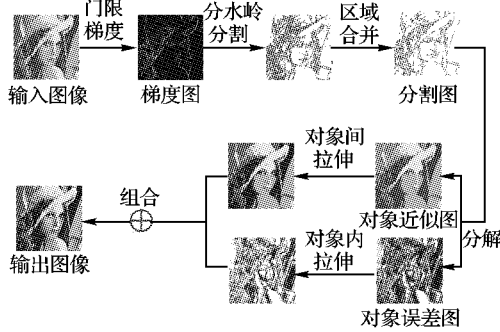 门限
梯度
分水岭
分割
区域
合并
输入图像
梯度图
分割图
对象间
拉伸
对象近似图
分解
组合
对象内
拉伸
输出图像
对象误差图